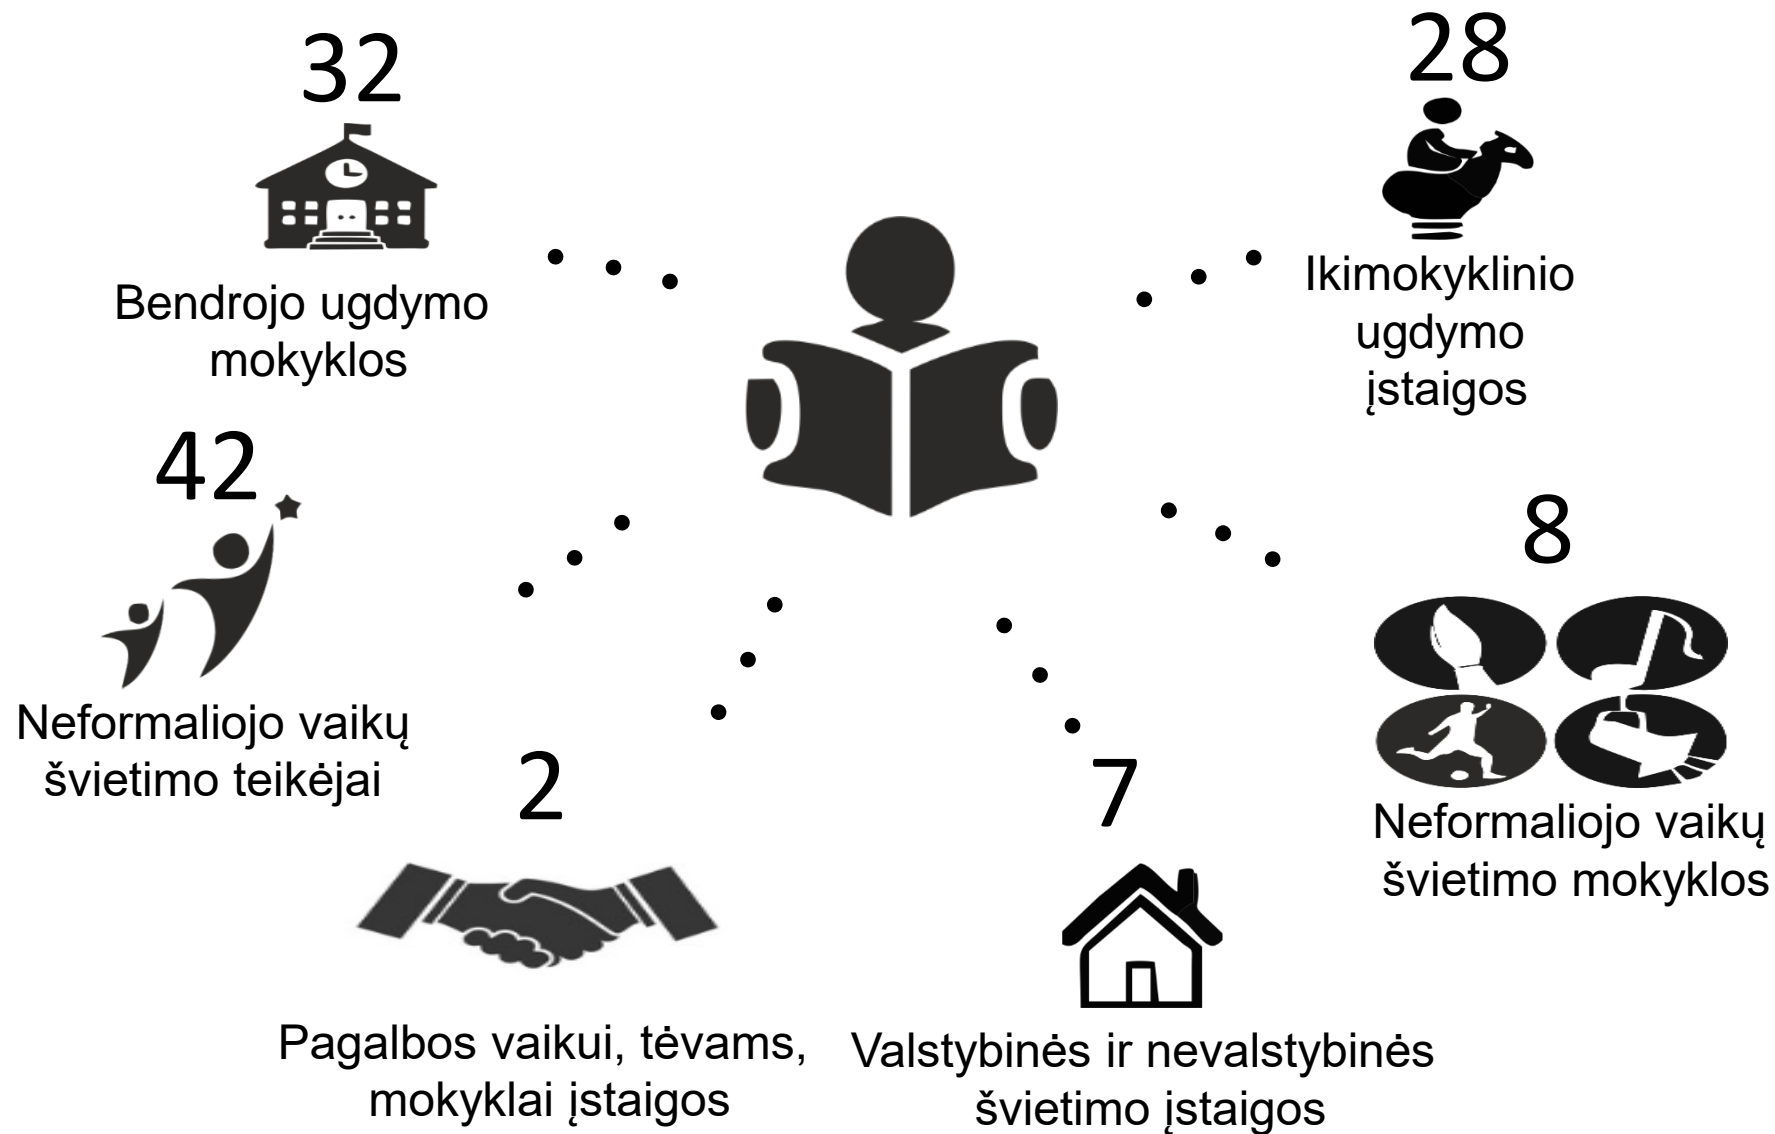 32
Bendrojo ugdymo
mokyklos
28
Ikimokyklinio
ugdymo
įstaigos
42
Neformaliojo vaikų
švietimo teikėjai
8
Neformaliojo vaikų
švietimo mokyklos
2
Pagalbos vaikui, tėvams,
mokyklai įstaigos
7
Valstybinės ir nevalstybinės
švietimo įstaigos